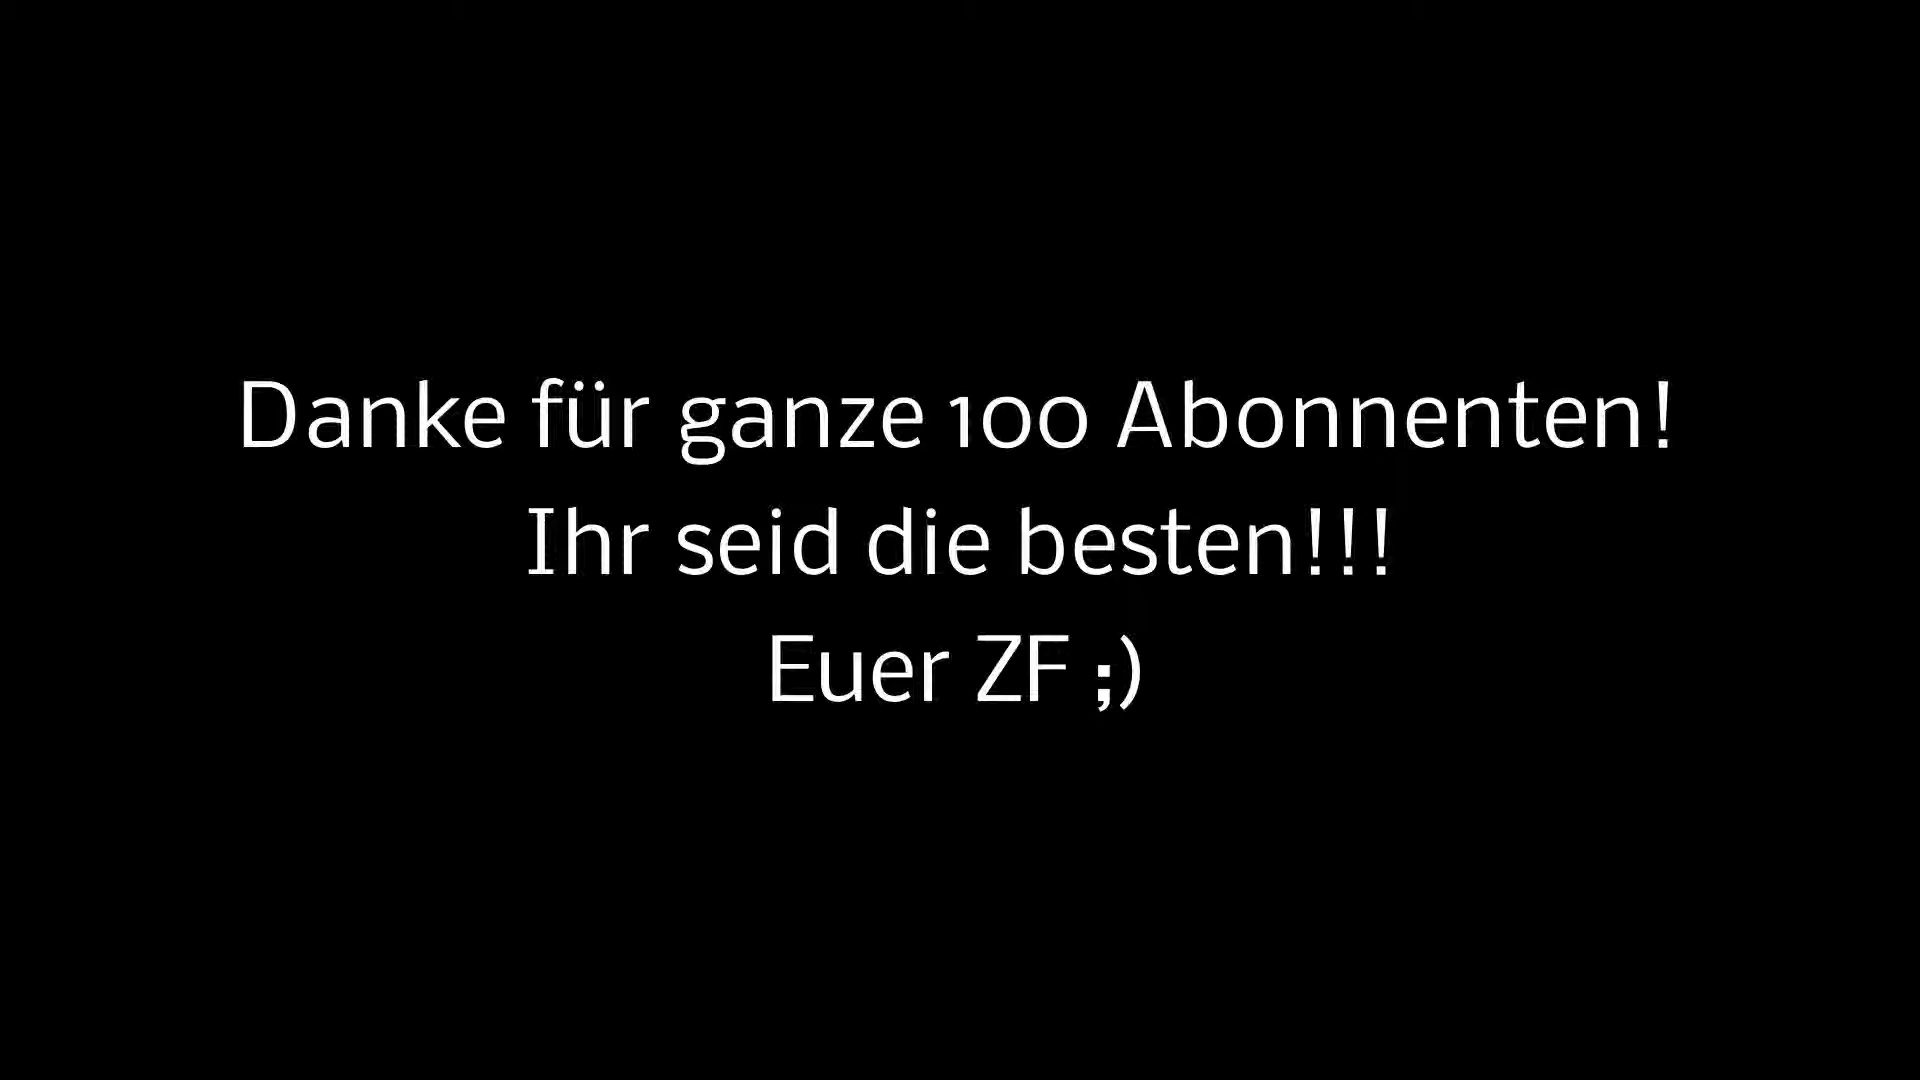 Danke für ganze 100 Abonnenten!
Ihr seid die besten!!!
Euer ZF ;)